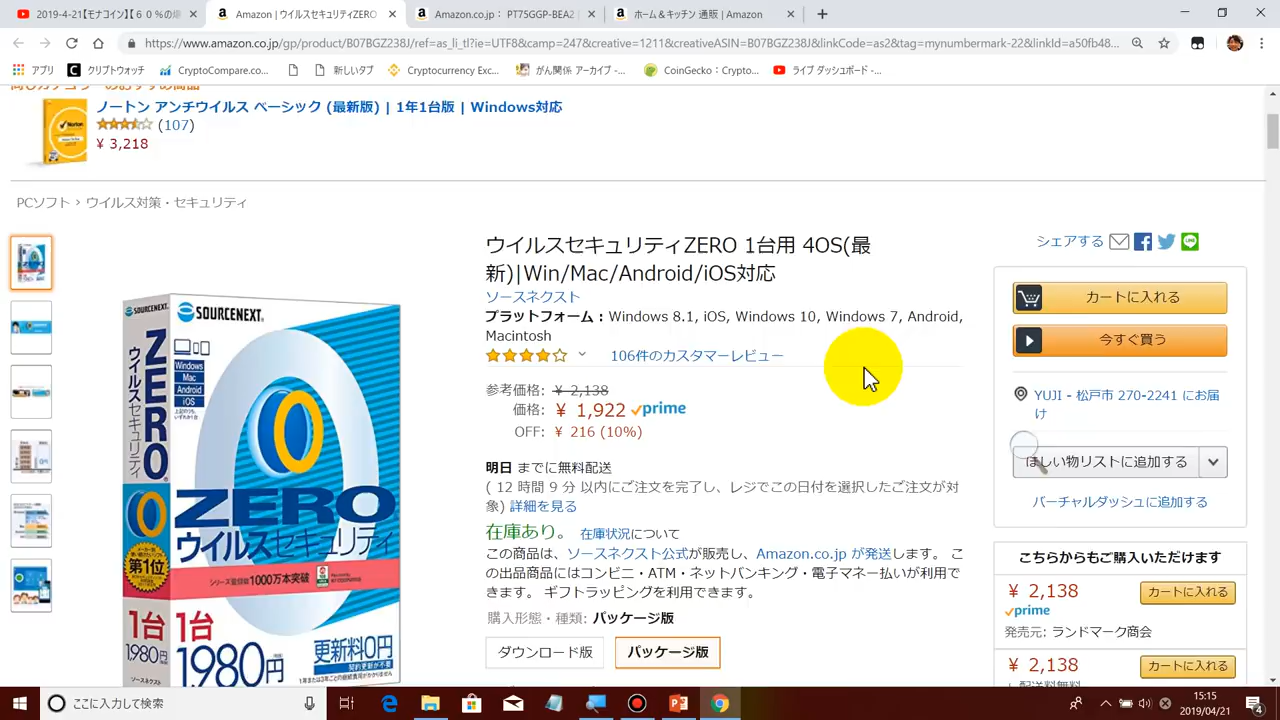 2019-4-21【モナコイン】【６０％の爆
Amazon | ウイルスセキュリティZERO
Amazon.co.jp： PT75GGP-BEA2
ホーム＆キッチン 通販 | Amazon
https://www.amazon.co.jp/gp/product/B07BGZ238J/ref=as_li_tl?ie=UTF8&camp=247&creative=1211&creativeASIN=B07BGZ238J&linkCode=as2&tag=mynumbermark-22&linkId=a50fb48...
アプリ
クリプトウォッチ
CryptoCompare.co...
新しいタブ
Cryptocurrency Exc...
がん関係 アーカイブ -...
CoinGecko：Crypto...
ライブ ダッシュボード -...
ノートン アンチウイルス ベーシック (最新版) | 1年1台版 | Windows対応
(107)
¥ 3,218
PCソフト › ウイルス対策・セキュリティ
ウイルスセキュリティZERO 1台用 4OS(最
新)|Win/Mac/Android/iOS対応
ソースネクスト
プラットフォーム : Windows 8.1, iOS, Windows 10, Windows 7, Android,
Macintosh
106件のカスタマーレビュー
参考価格: ¥ 2,138
価格: ¥ 1,922 prime
OFF: ¥ 216 (10%)
明日 までに無料配送
( 12 時間 9 分 以内にご注文を完了し、レジでこの日付を選択したご注文が対
象) 詳細を見る
在庫あり。 在庫状況について
この商品は、ソースネクスト公式が販売し、Amazon.co.jp が発送します。 こ
の出品商品にはコンビニ・ATM・ネットバンキング・電子マネー払いが利用で
きます。 ギフトラッピングを利用できます。
購入形態・種類: パッケージ版
ダウンロード版
パッケージ版
SOURCENEXT
SOURCENEXT
Windows
Mac
Android
iOS
ZERO
ウイルスセキュリティ
ZERO
ウイルスセキュリティ
第1位
シリーズ登録数 1000万本突破
1台
1,980円
ソースネクスト
1台
1980円
更新料0円
シェアする
カートに入れる
今すぐ買う
YUJI - 松戸市 270-2241 にお届
け
ほしい物リストに追加する
バーチャルダッシュに追加する
こちらからもご購入いただけます
¥ 2,138
カートに入れる
prime
発売元: ランドマーク商会
¥ 2,138
カートに入れる
ここに入力して検索
15:15
2019/04/21
4